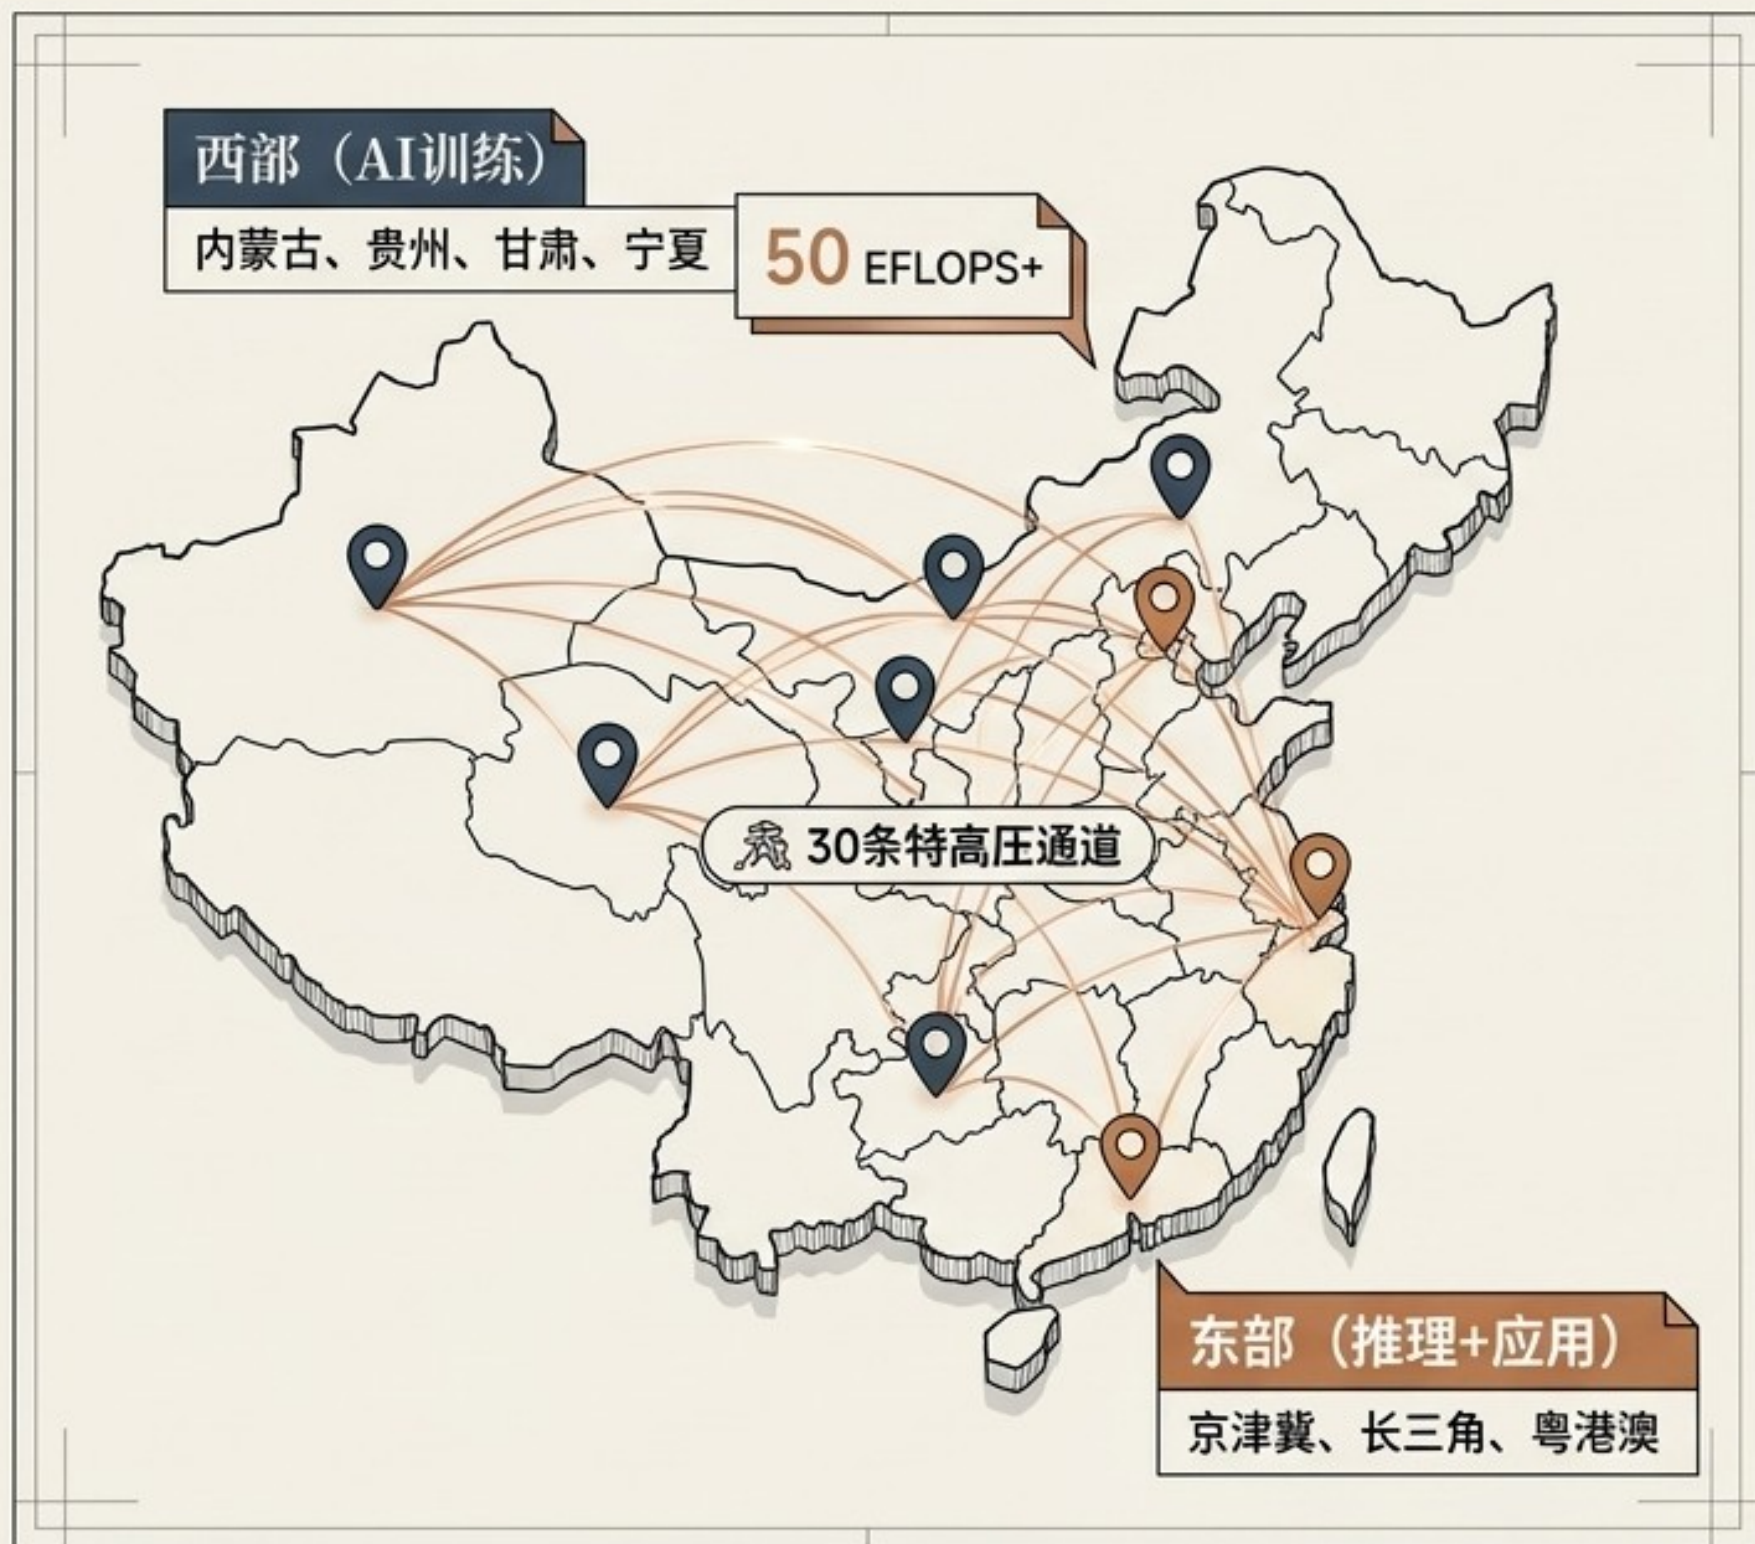 西部（AI训练）
内蒙古、贵州、甘肃、宁夏
50 EFLOPS+
30条特高压通道
东部（推理+应用）
京津冀、长三角、粤港澳